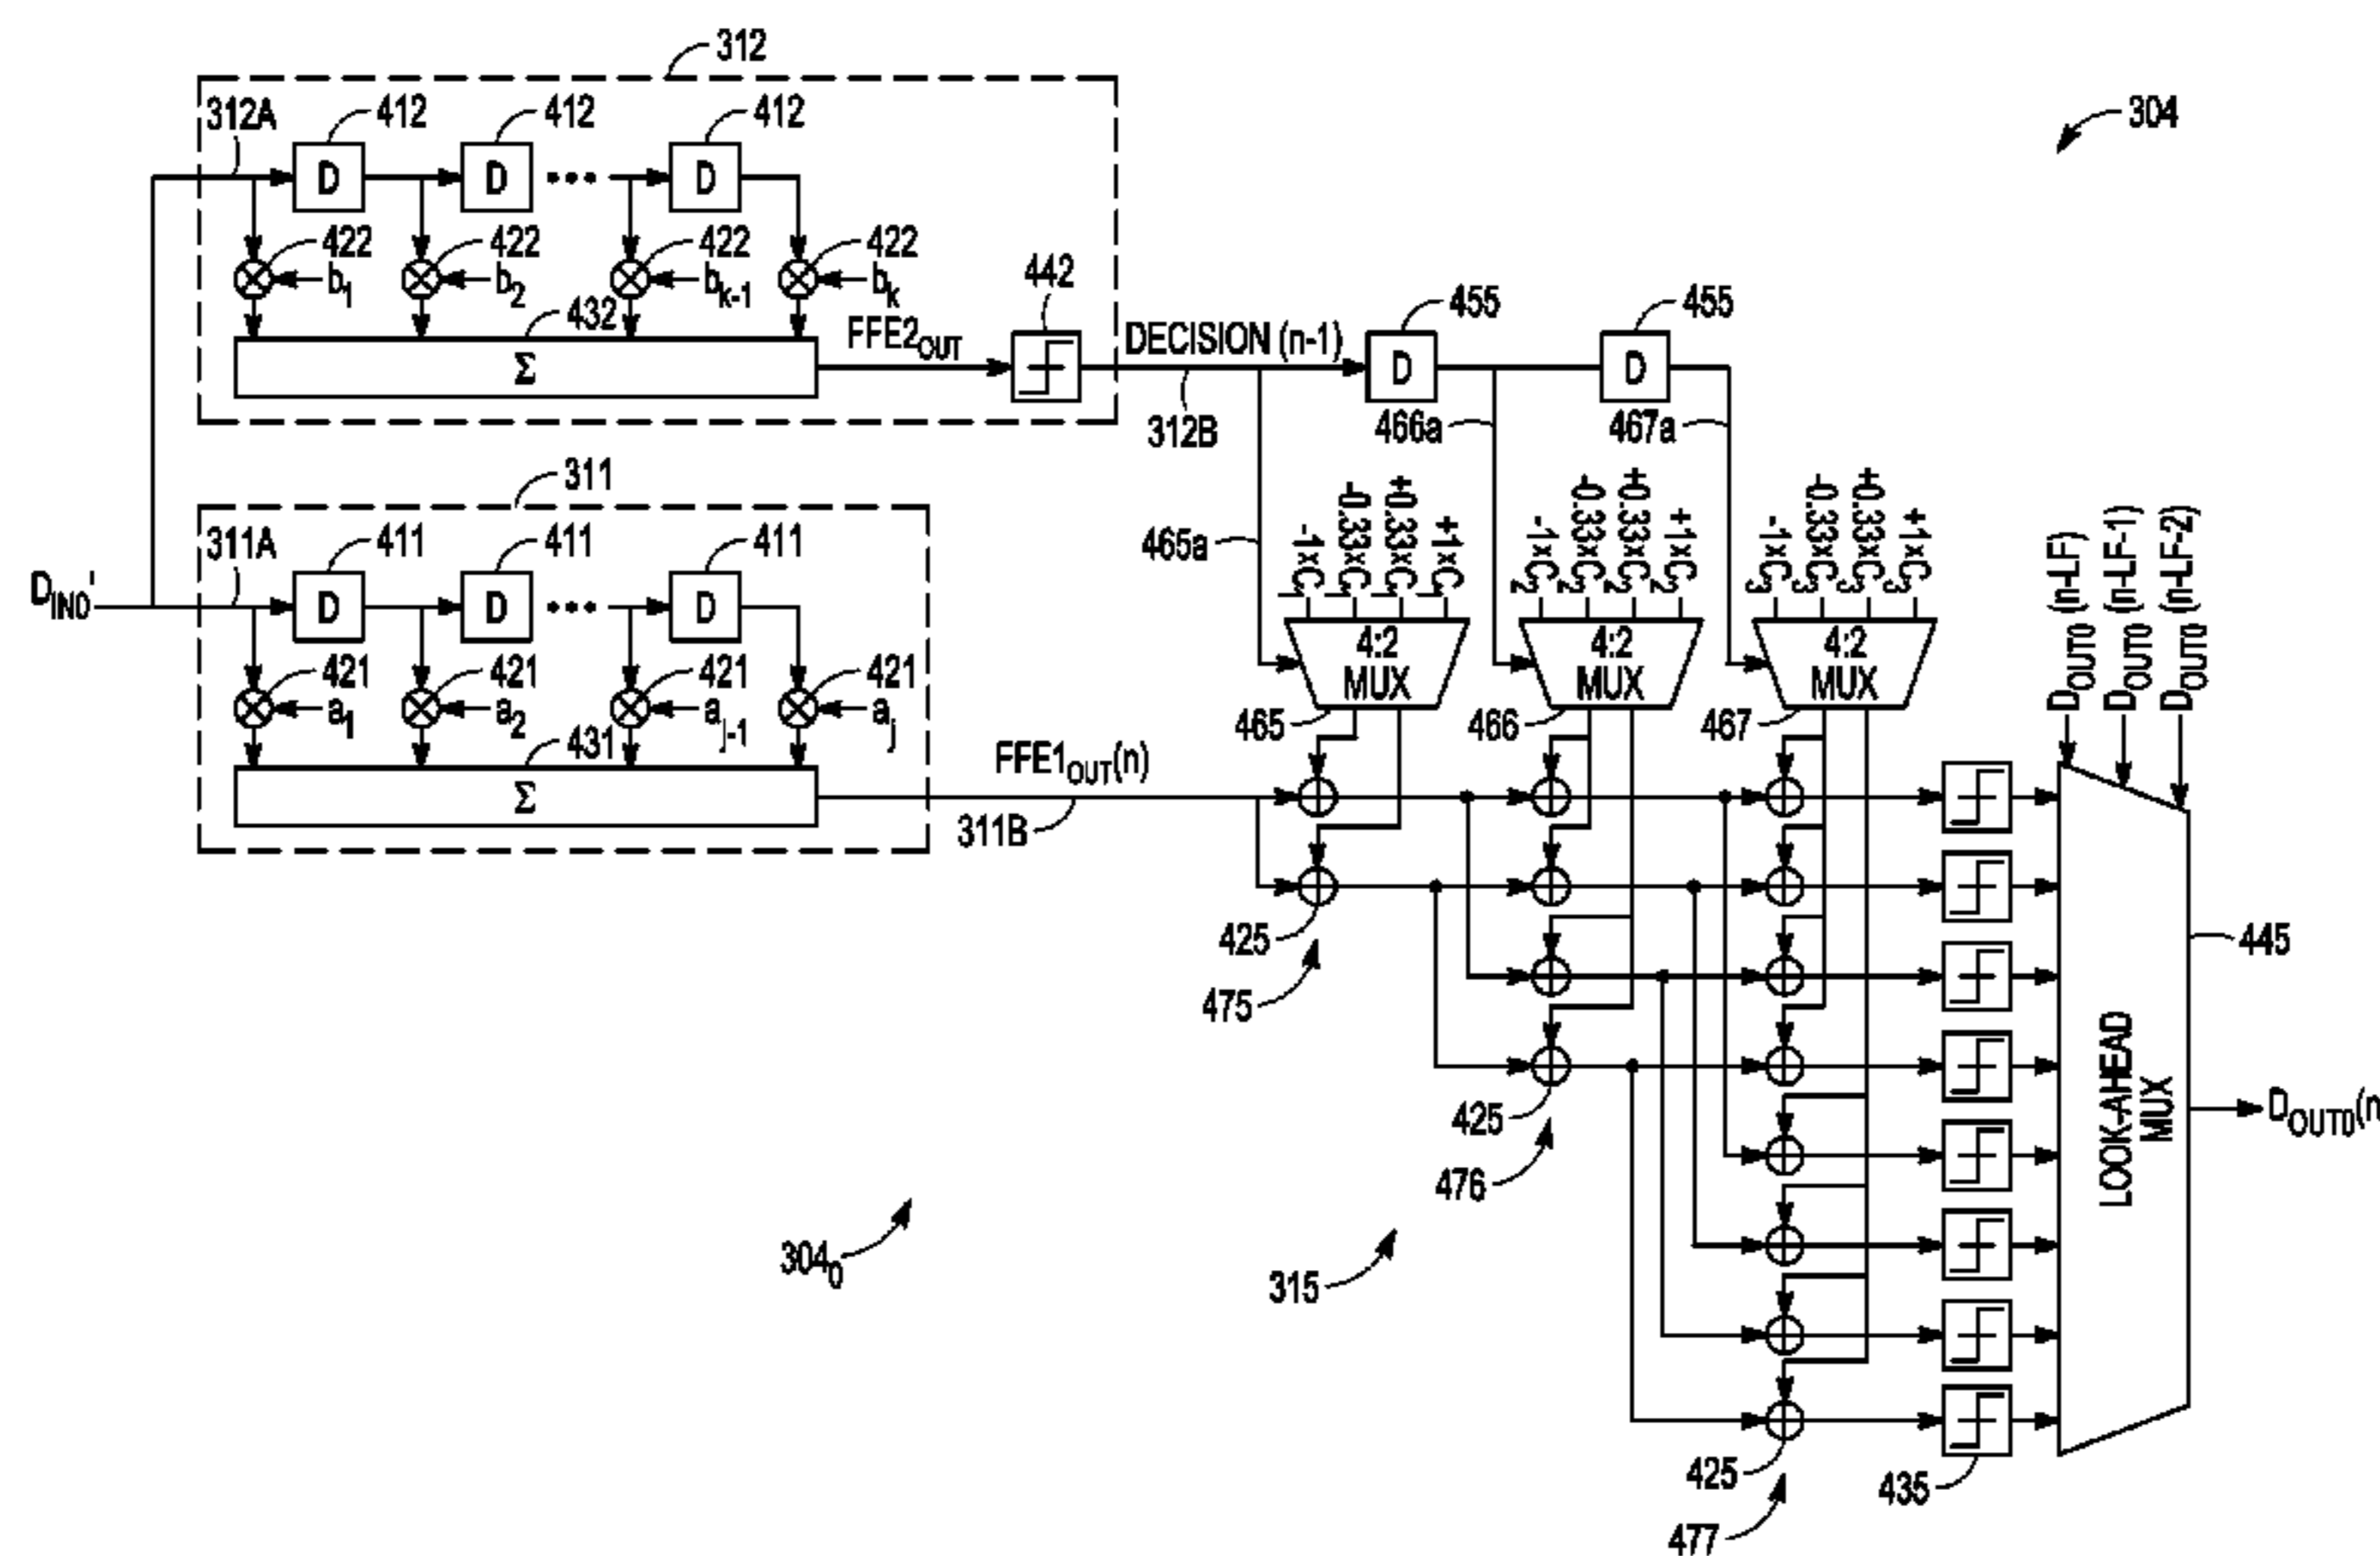 312
304
312A
412
412
412
D
D
D
422
422
422
422
b1
b2
bk-1
bk
442
432
FFE2OUT
Σ
DECISION (n-1)
312B
455
455
D
D
466a
467a
465a
311
311A
411
411
411
DIN0'
D
D
D
421
421
421
421
a1
a2
aj-1
aj
431
Σ
FFE1OUT(n)
311B
-1×C1
-0.33×C1
+0.33×C1
+1×C1
-1×C2
-0.33×C2
+0.33×C2
+1×C2
-1×C3
-0.33×C3
+0.33×C3
+1×C3
DOUT0 (n-LF)
DOUT0 (n-LF-1)
DOUT0 (n-LF-2)
4:2
MUX
4:2
MUX
4:2
MUX
465
466
467
425
475
425
476
425
477
435
445
LOOK-AHEAD
MUX
DOUT0(n
3040
315